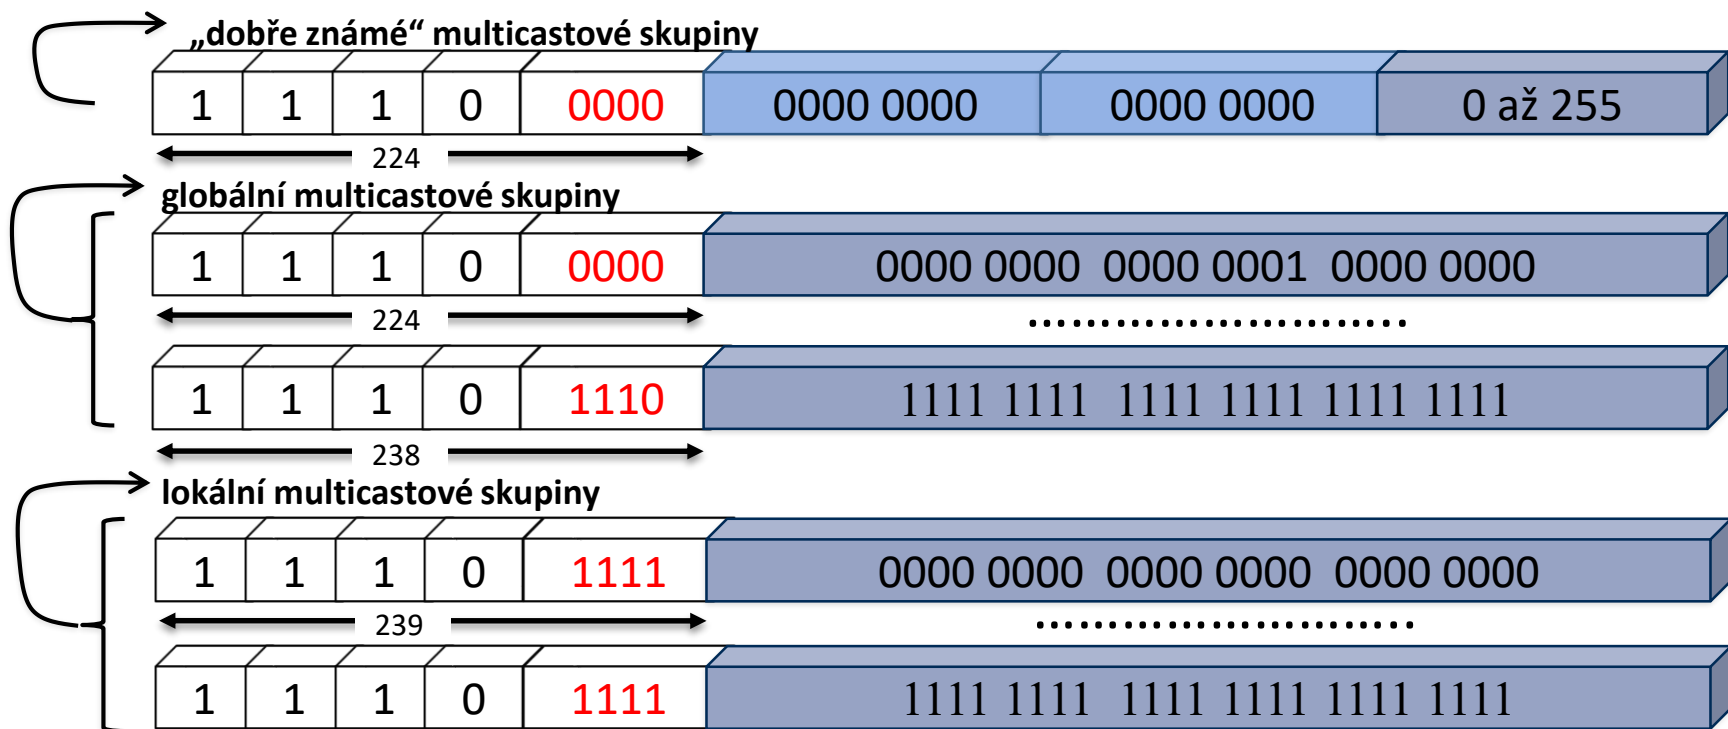 „dobře známé“ multicastové skupiny
1 1 1 0 0000 0000 0000 0000 0000 0 až 255
224
globální multicastové skupiny
1 1 1 0 0000 0000 0000 0000 0001 0000 0000
224 ..........................
1 1 1 0 1110 1111 1111 1111 1111 1111 1111
238
lokální multicastové skupiny
1 1 1 0 1111 0000 0000 0000 0000 0000 0000
239 ..........................
1 1 1 0 1111 1111 1111 1111 1111 1111 1111